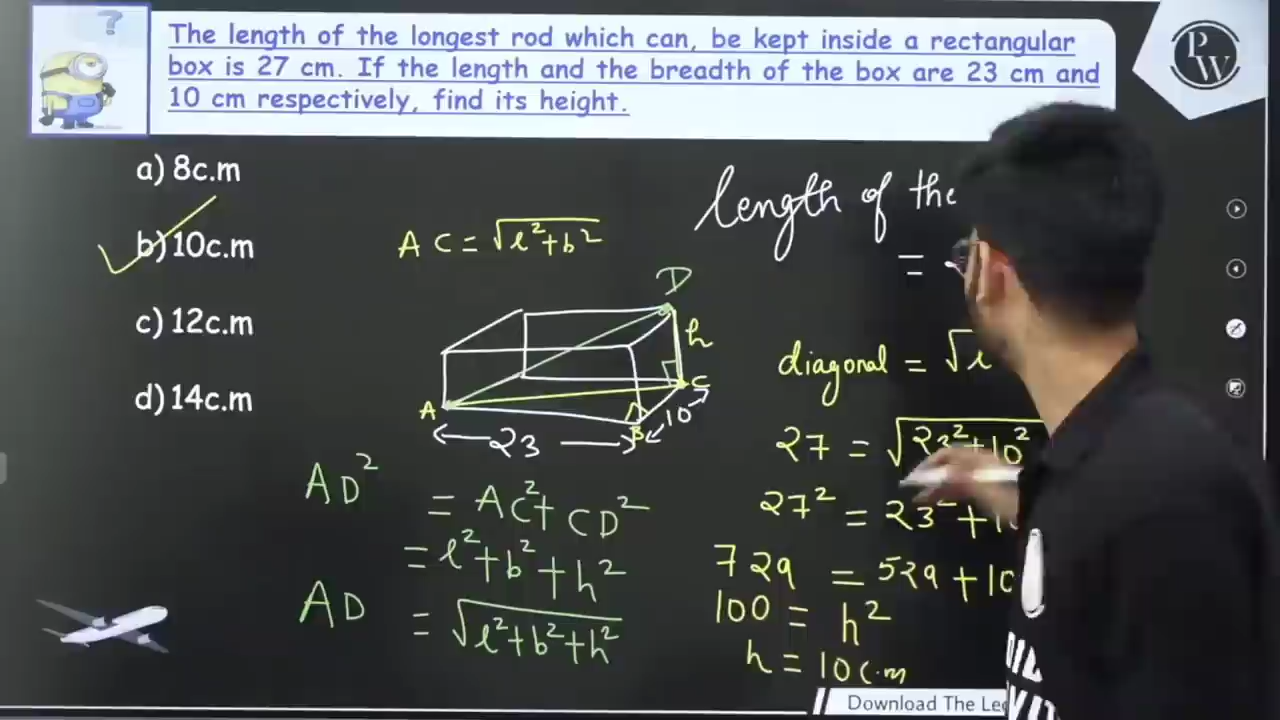 ?
The length of the longest rod which can, be kept inside a rectangular
box is 27 cm. If the length and the breadth of the box are 23 cm and
10 cm respectively, find its height.
PW
a) 8c.m
b) 10c.m
c) 12c.m
d) 14c.m
AC = √l²+b²
length of the
=
D
h
C
A
B
23
10
diagonal = √l
27 = √23²+10²
27² = 23²+1
729 = 529+10
100 = h²
h = 10c.m
AD² = AC²+CD²
= l²+b²+h²
AD = √l²+b²+h²
Download The